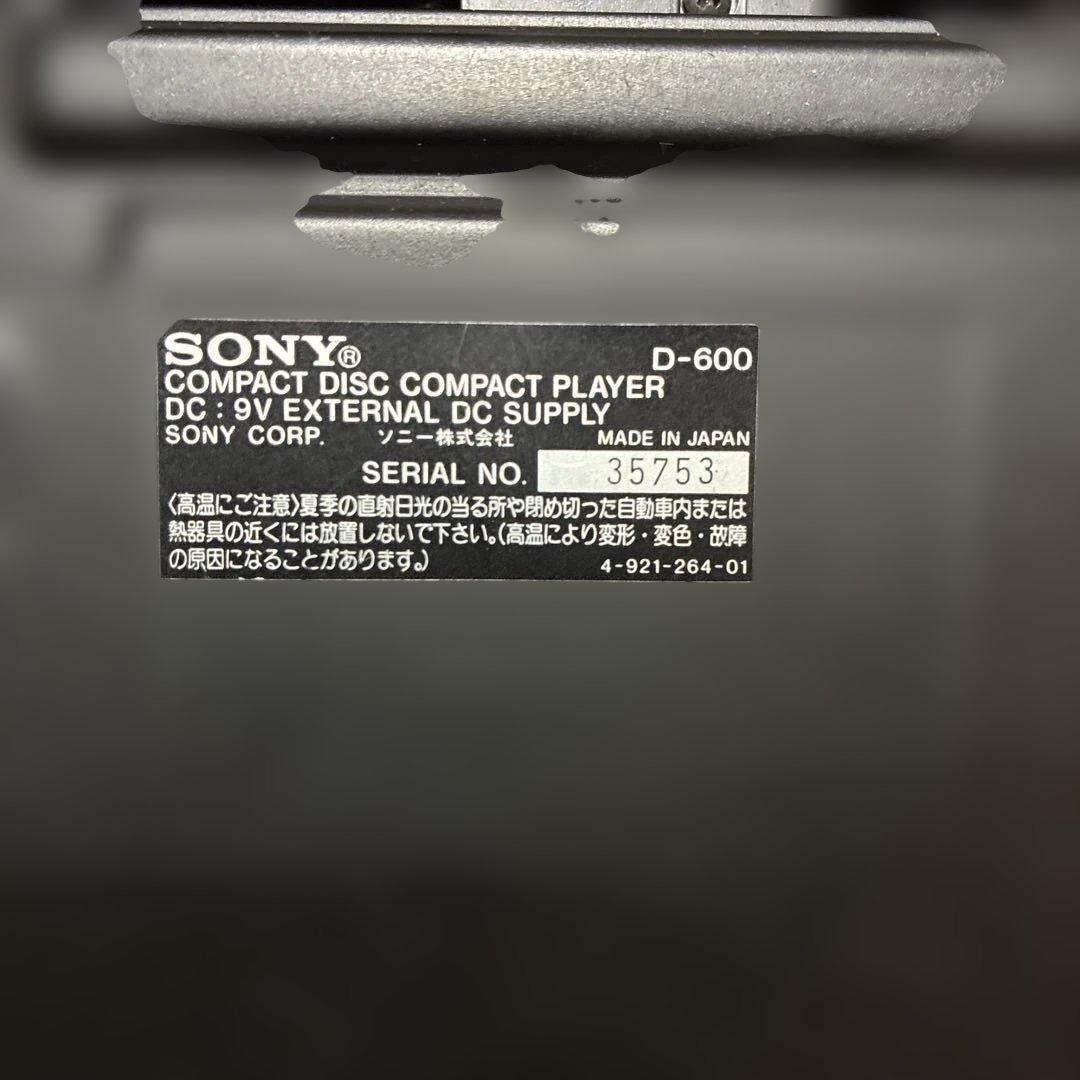 SONY® D-600
COMPACT DISC COMPACT PLAYER
DC : 9V EXTERNAL DC SUPPLY
SONY CORP. ソニー株式会社 MADE IN JAPAN
SERIAL NO. 35753
〈高温にご注意〉夏季の直射日光の当る所や閉め切った自動車内または
熱器具の近くには放置しないで下さい。(高温により変形・変色・故障
の原因になることがあります。) 4-921-264-01